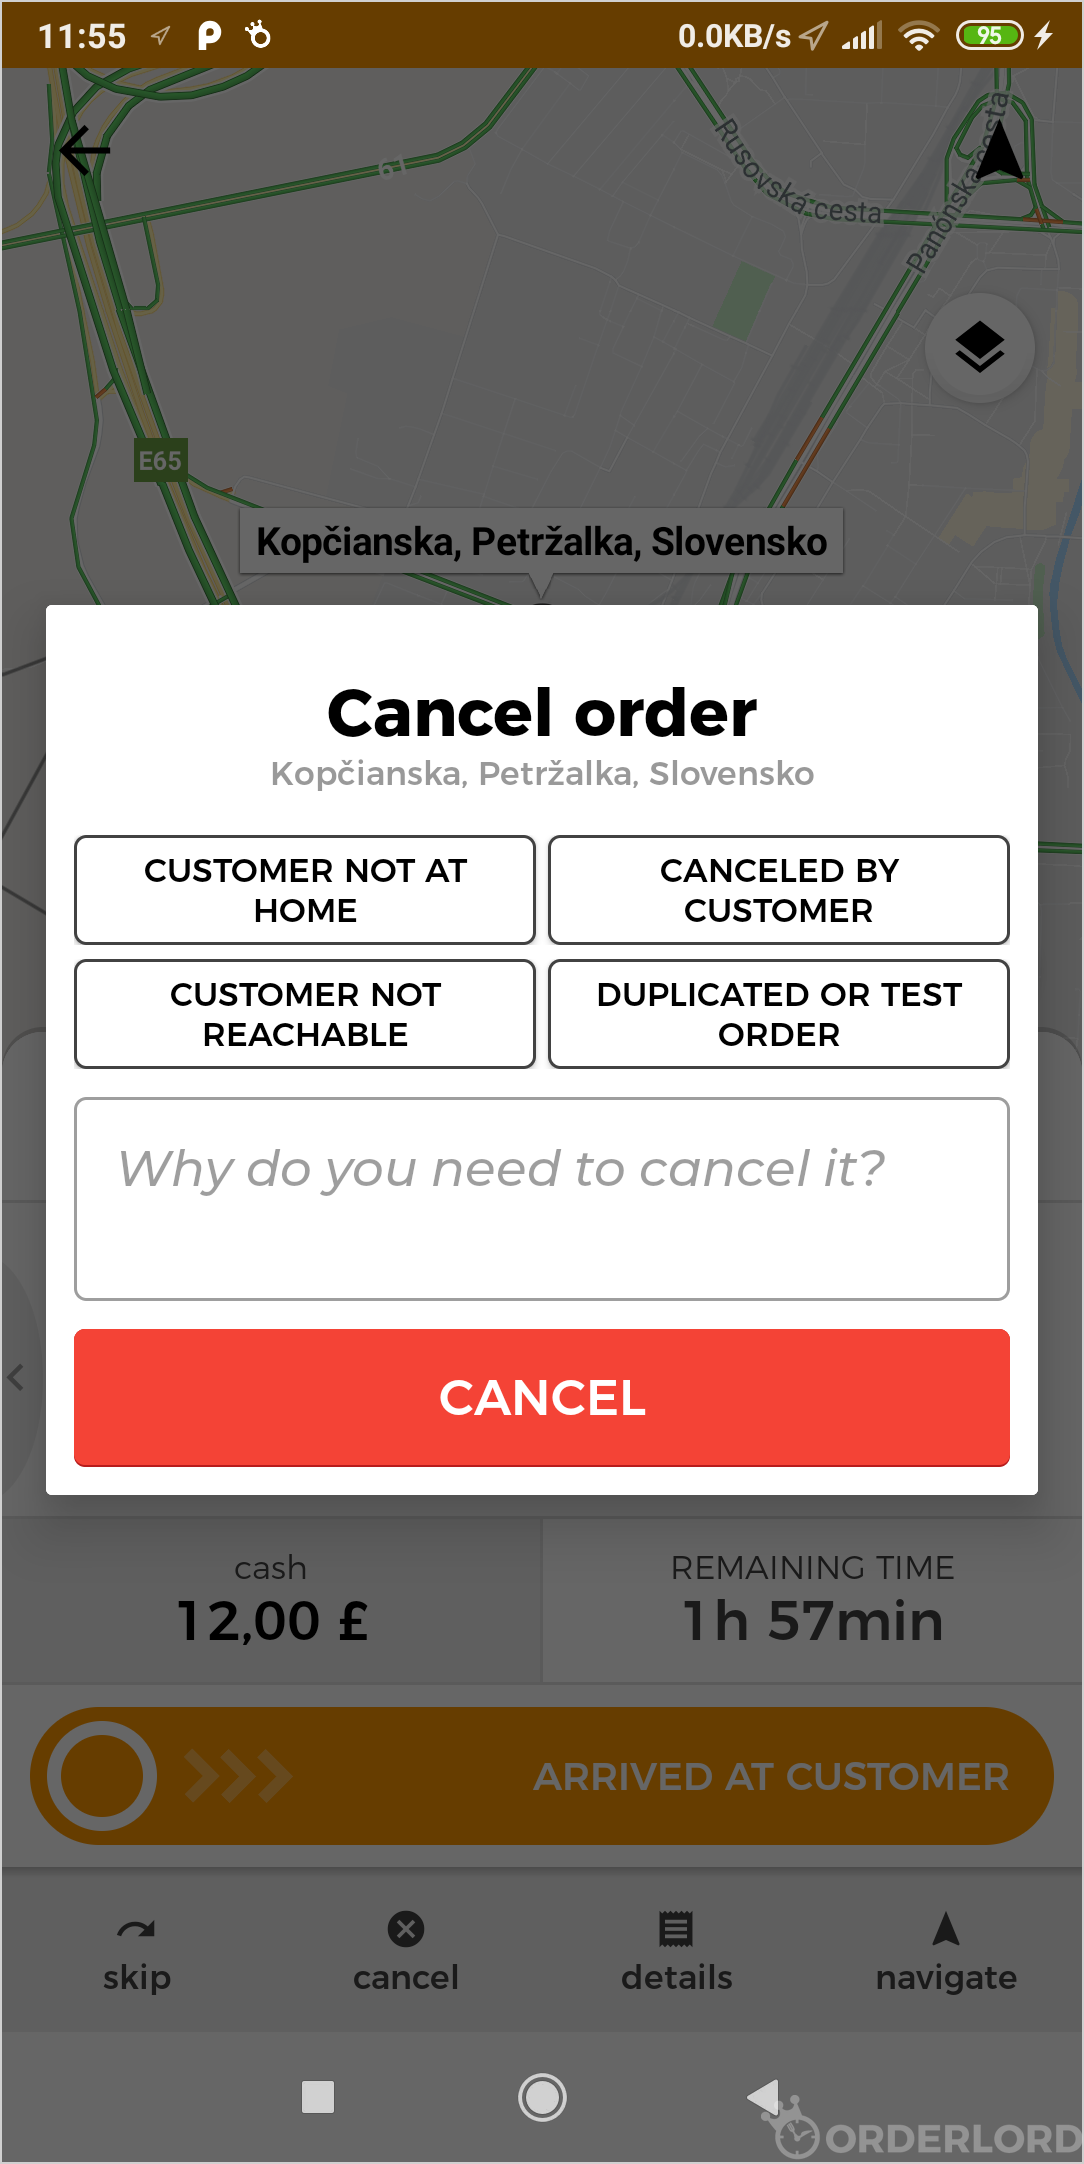 11:55
0.0KB/s
95
61
Rusovská cesta
Panónska cesta
E65
Kopčianska, Petržalka, Slovensko
Cancel order
Kopčianska, Petržalka, Slovensko
CUSTOMER NOT AT
HOME
CANCELED BY
CUSTOMER
CUSTOMER NOT
REACHABLE
DUPLICATED OR TEST
ORDER
Why do you need to cancel it?
CANCEL
cash
12,00 £
REMAINING TIME
1h 57min
ARRIVED AT CUSTOMER
skip
cancel
details
navigate
ORDERLORD